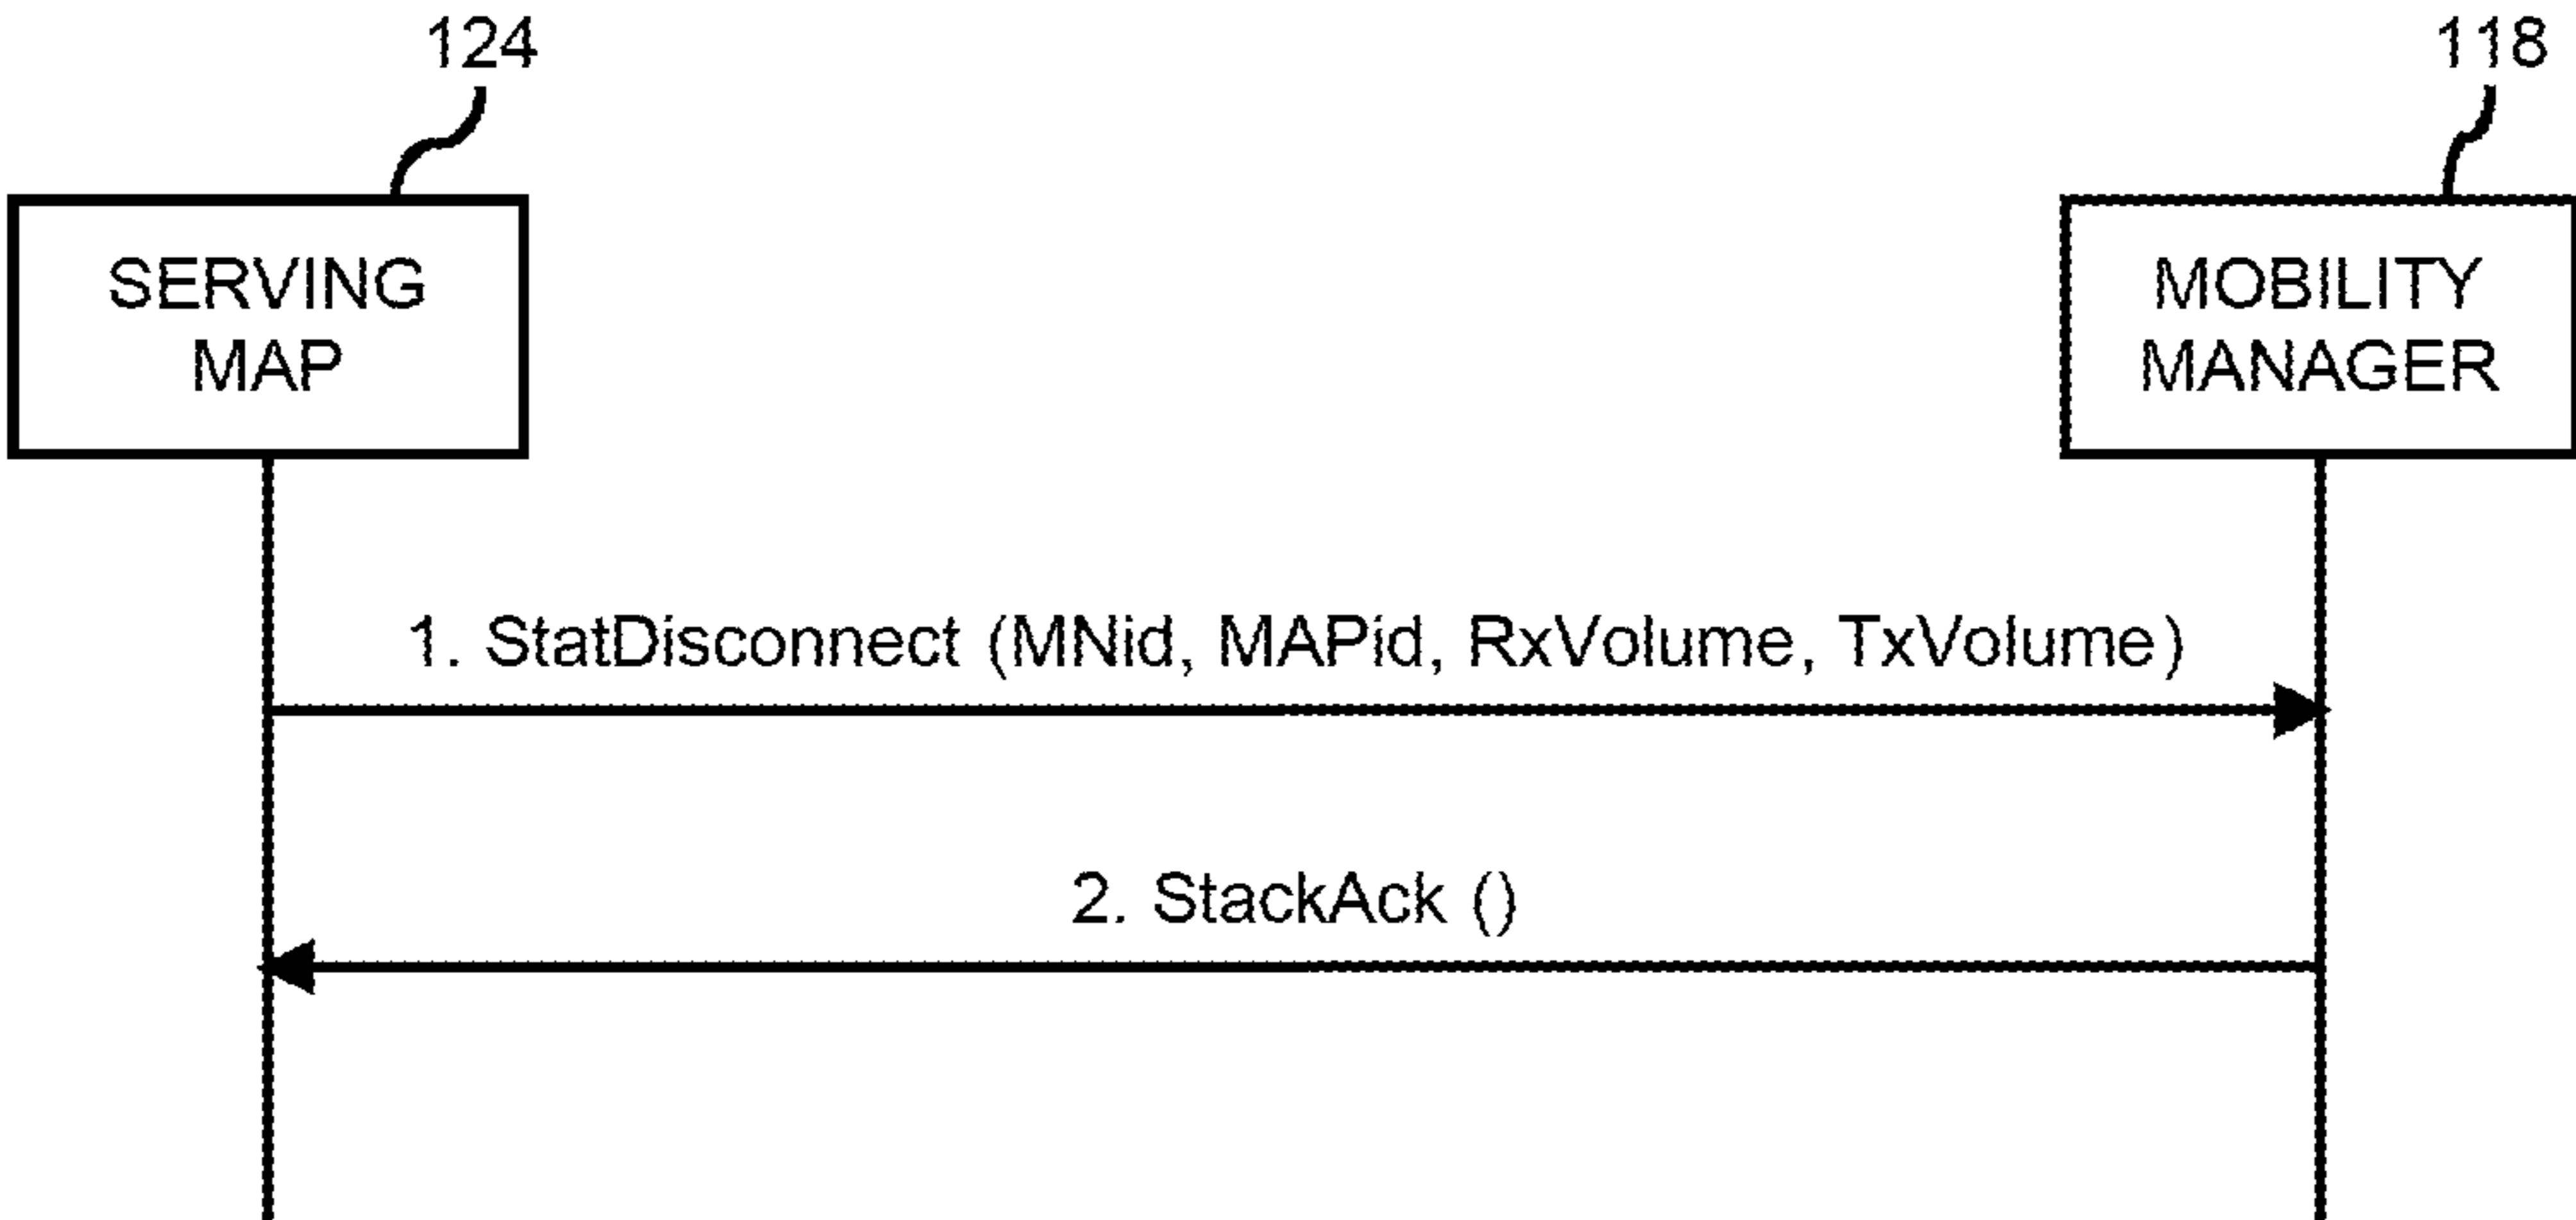 124
118
SERVING
MAP
MOBILITY
MANAGER
1. StatDisconnect (MNid, MAPid, RxVolume, TxVolume)
2. StackAck ()